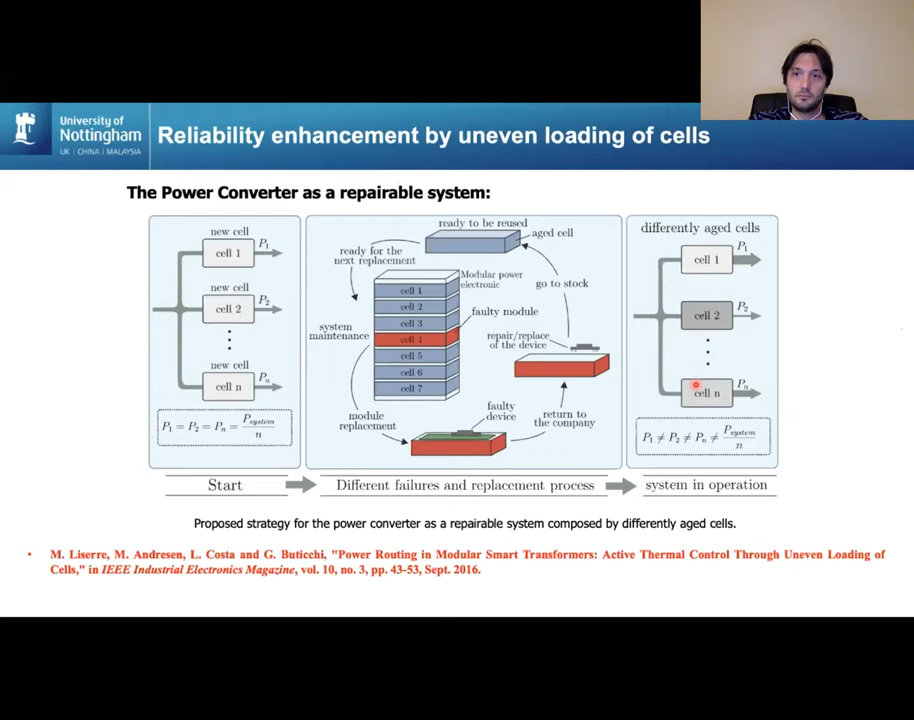 University of
Nottingham
UK | CHINA | MALAYSIA
Reliability enhancement by uneven loading of cells
The Power Converter as a repairable system:
new cell
cell 1
P1
new cell
cell 2
P2
new cell
cell n
Pn
P1 = P2 = Pn = Psystem
n
Start
ready to be reused
aged cell
ready for the
next replacement
Modular power
electronic
cell 1
cell 2
cell 3
cell 4
cell 5
cell 6
cell 7
go to stock
faulty module
system
maintenance
repair/replace
of the device
module
replacement
faulty
device
return to
the company
Different failures and replacement process
differently aged cells
cell 1
P1
cell 2
P2
cell n
Pn
P1 ≠ P2 ≠ Pn ≠ Psystem
n
system in operation
Proposed strategy for the power converter as a repairable system composed by differently aged cells.
• M. Liserre, M. Andresen, L. Costa and G. Buticchi, "Power Routing in Modular Smart Transformers: Active Thermal Control Through Uneven Loading of
Cells," in IEEE Industrial Electronics Magazine, vol. 10, no. 3, pp. 43-53, Sept. 2016.